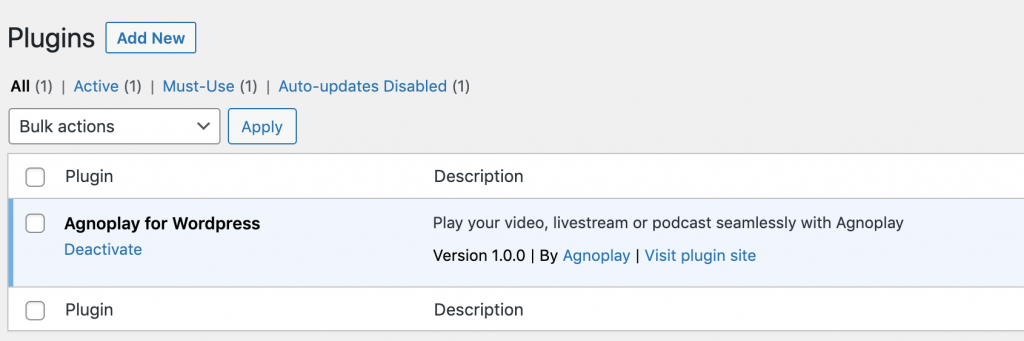 Plugins Add New
All (1) | Active (1) | Must-Use (1) | Auto-updates Disabled (1)
Bulk actions Apply
Plugin Description
Agnoplay for Wordpress Play your video, livestream or podcast seamlessly with Agnoplay
Deactivate Version 1.0.0 | By Agnoplay | Visit plugin site
Plugin Description